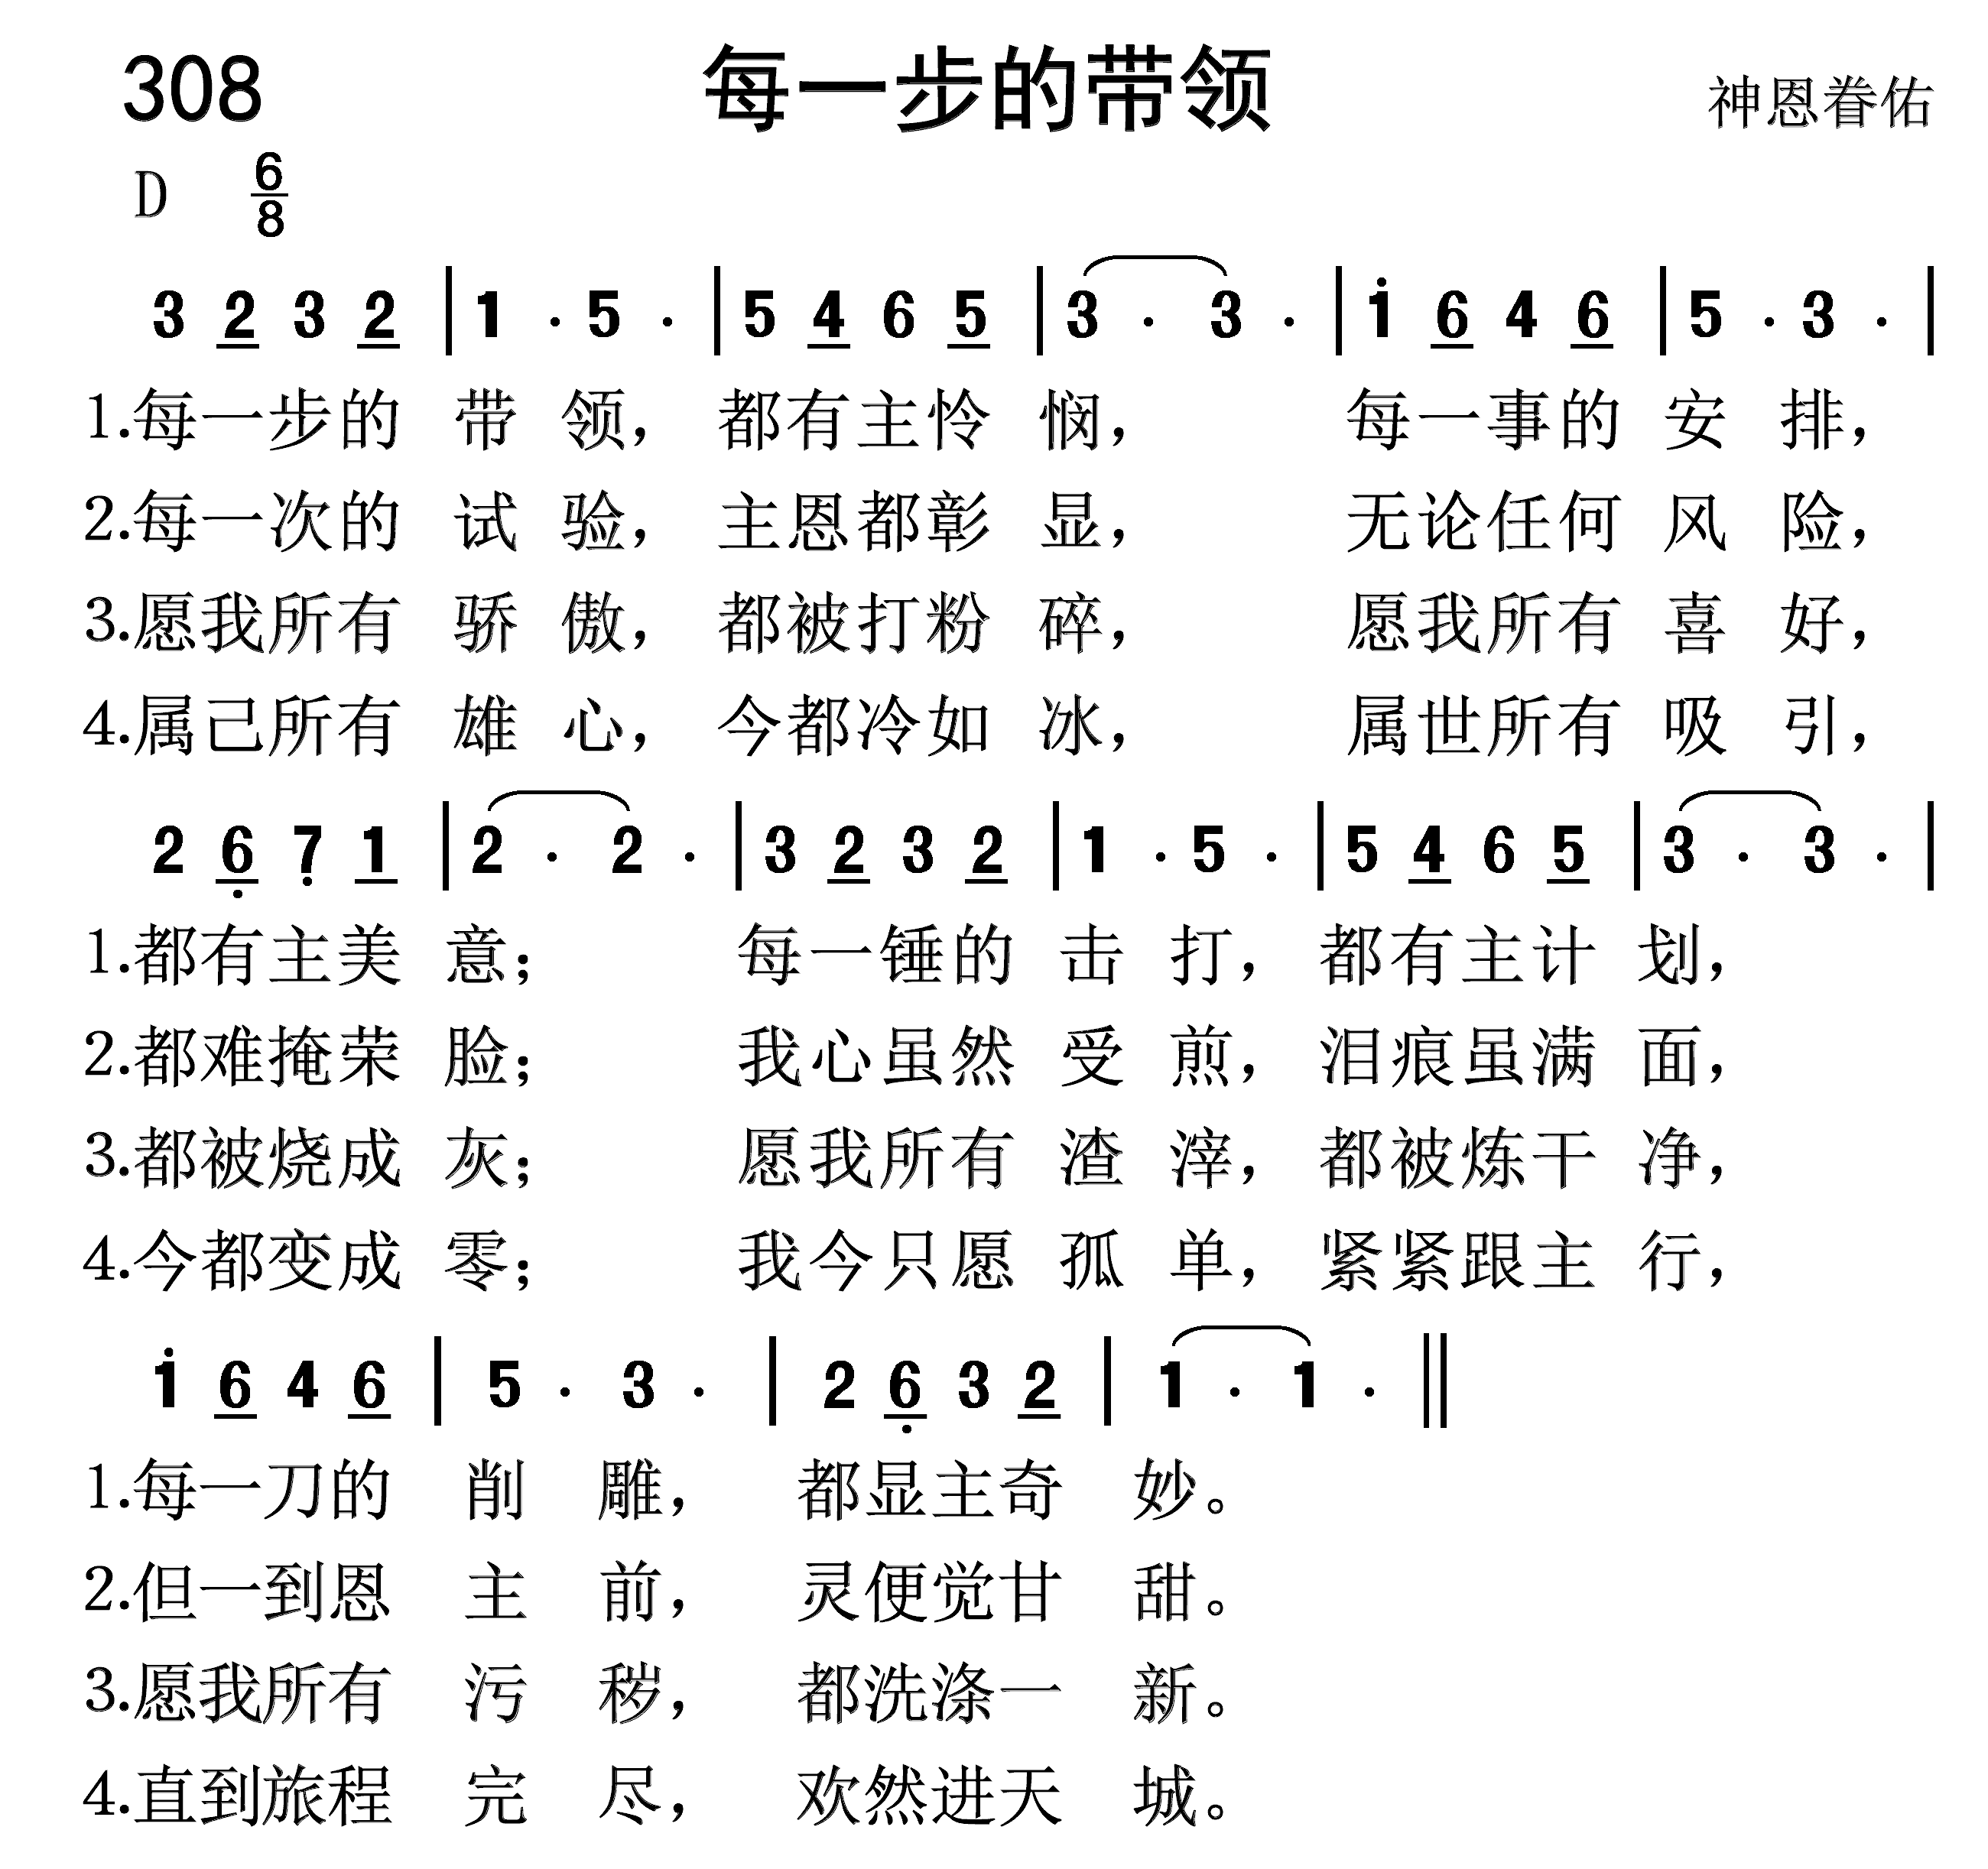 308 每一步的带领 神恩眷佑
D 6/8
3 2 3 2 | 1 · 5 · | 5 4 6 5 | 3 · 3 · | i 6 4 6 | 5 · 3 · |
1.每一步的 带 领， 都有主怜 悯， 每一事的 安 排，
2.每一次的 试 验， 主恩都彰 显， 无论任何 风 险，
3.愿我所有 骄 傲， 都被打粉 碎， 愿我所有 喜 好，
4.属己所有 雄 心， 今都冷如 冰， 属世所有 吸 引，
2 6̣ 7̣ 1 | 2 · 2 · | 3 2 3 2 | 1 · 5 · | 5 4 6 5 | 3 · 3 · |
1.都有主美 意； 每一锤的 击 打， 都有主计 划，
2.都难掩荣 脸； 我心虽然 受 煎， 泪痕虽满 面，
3.都被烧成 灰； 愿我所有 渣 滓， 都被炼干 净，
4.今都变成 零； 我今只愿 孤 单， 紧紧跟主 行，
i 6 4 6 | 5 · 3 · | 2 6̣ 3 2 | 1 · 1 · ‖
1.每一刀的 削 雕， 都显主奇 妙。
2.但一到恩 主 前， 灵便觉甘 甜。
3.愿我所有 污 秽， 都洗涤一 新。
4.直到旅程 完 尽， 欢然进天 城。